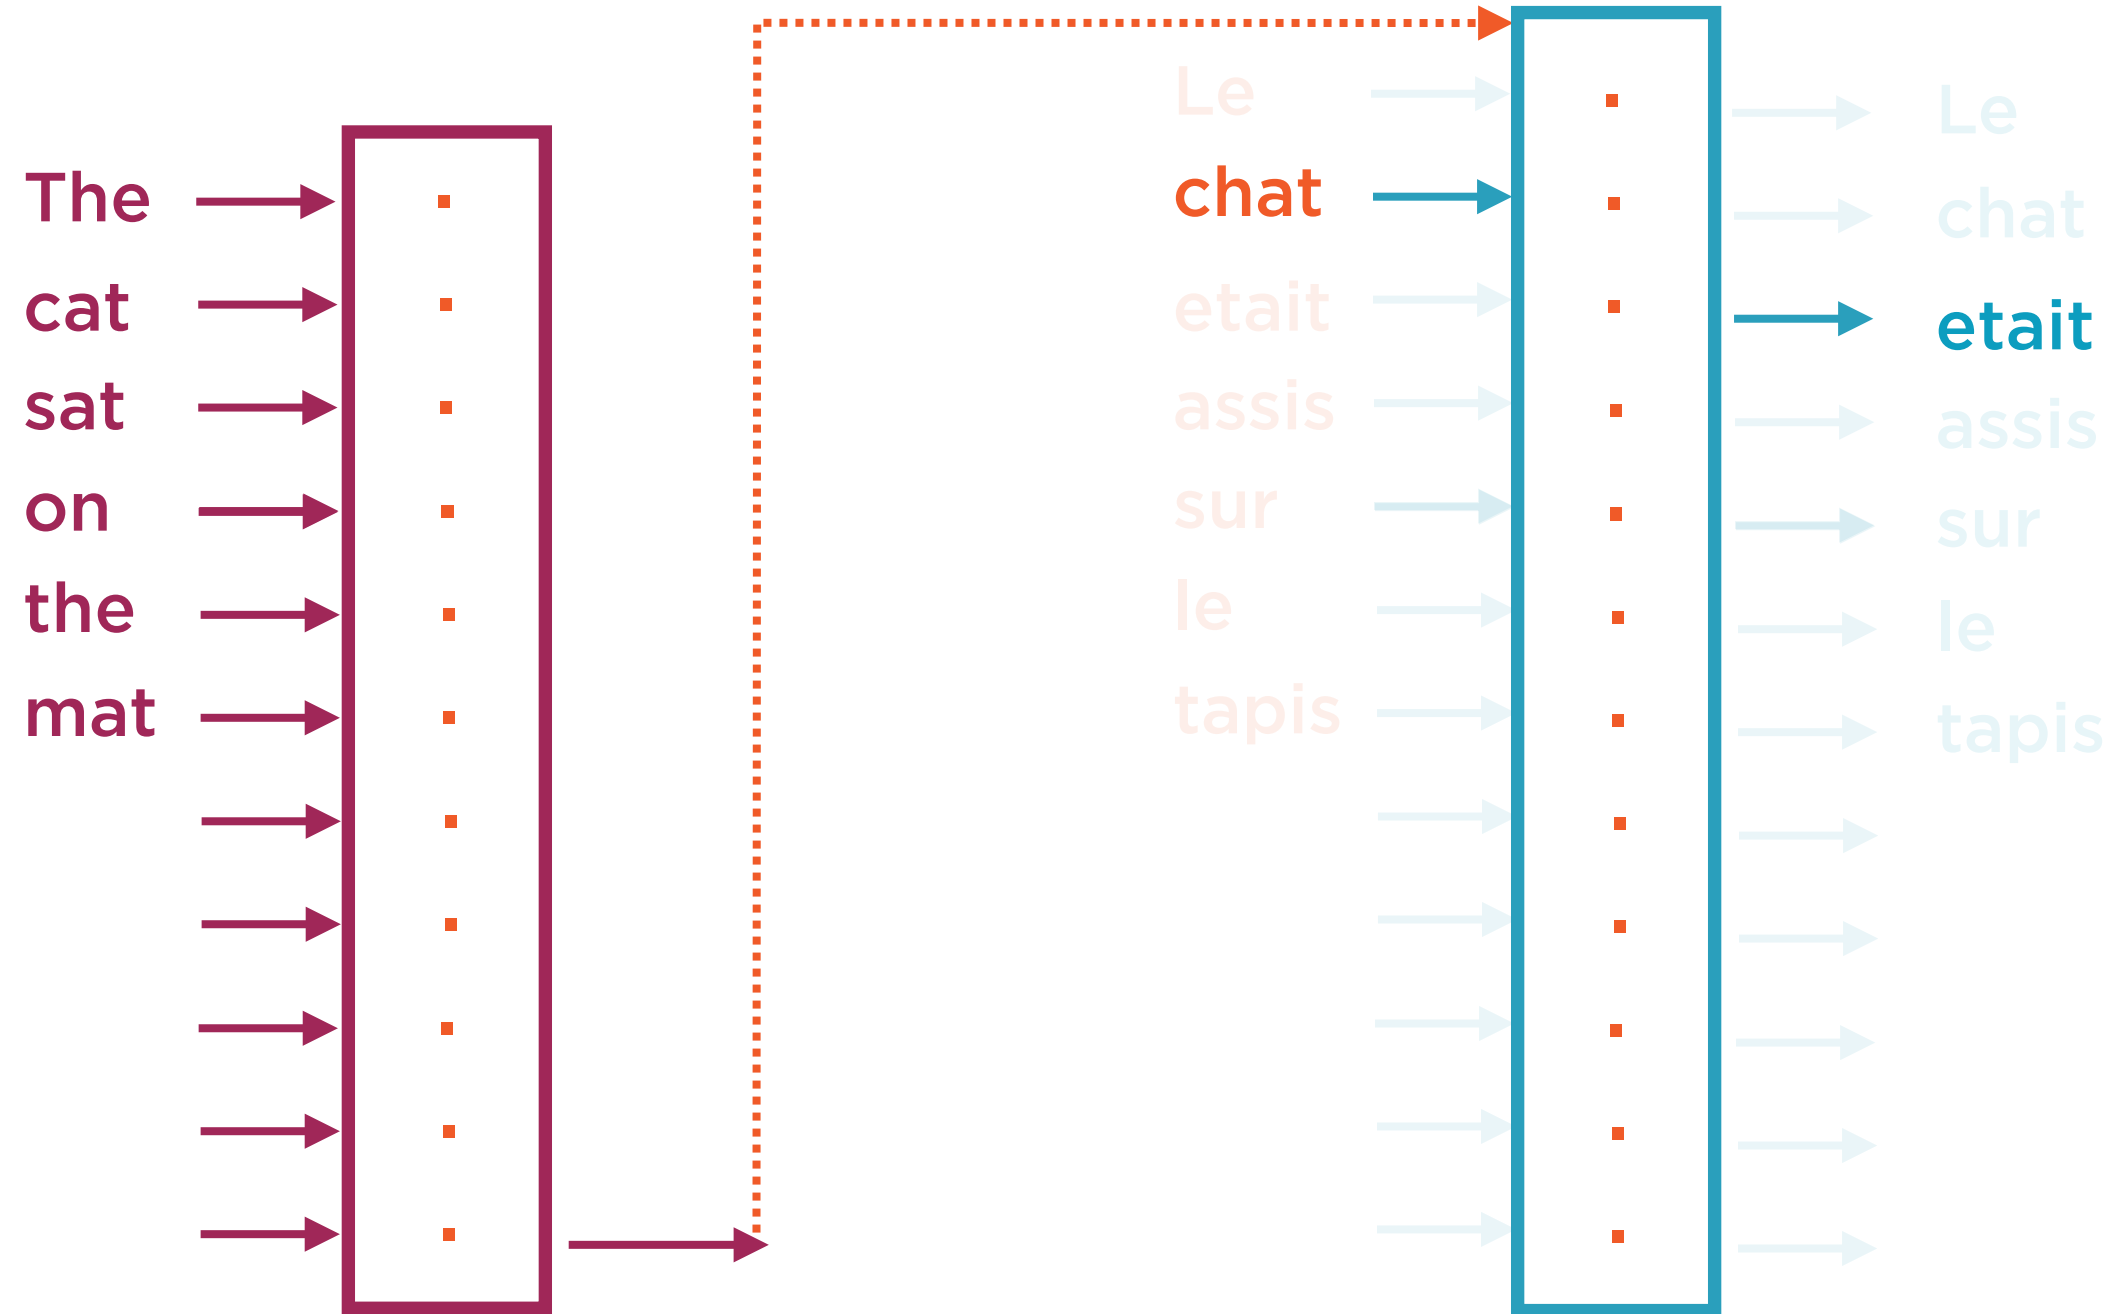 The
cat
sat
on
the
mat
Le
chat
etait
assis
sur
le
tapis
Le
chat
etait
assis
sur
le
tapis